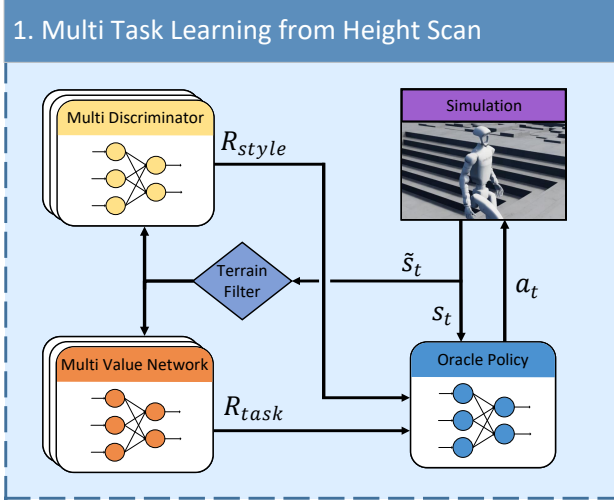 1. Multi Task Learning from Height Scan
Multi Discriminator
Simulation
R_style
Terrain
Filter
s̃_t
a_t
s_t
Multi Value Network
Oracle Policy
R_task